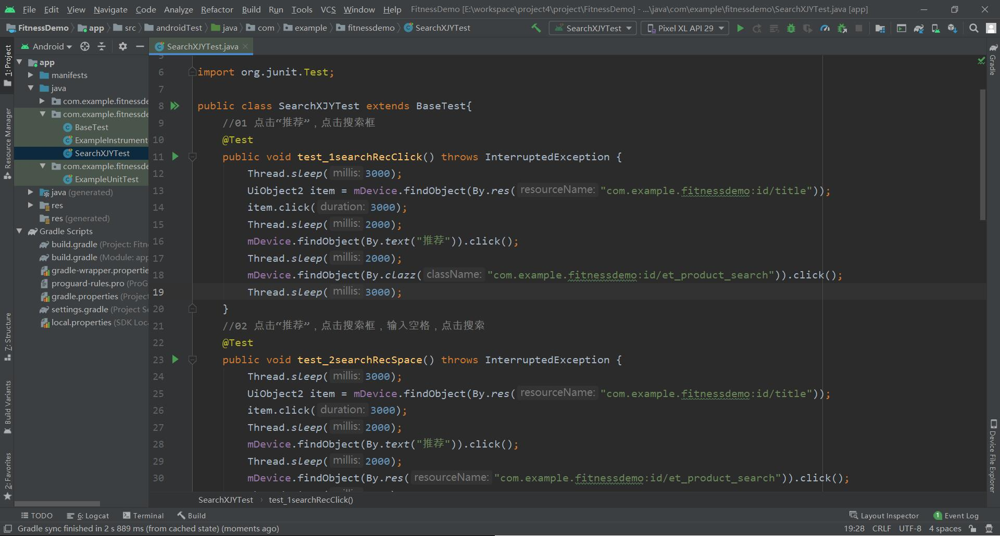 File Edit View Navigate Code Analyze Refactor Build Run Tools VCS Window Help FitnessDemo [E:\workspace\project4\project\FitnessDemo] - ...\java\com\example\fitnessdemo\SearchXJYTest.java [app]
FitnessDemo app src androidTest java com example fitnessdemo SearchXJYTest SearchXJYTest Pixel XL API 29
Android SearchXJYTest.java
1: Project
Resource Manager
7: Structure
Build Variants
2: Favorites
app
manifests
java
com.example.fitnessde
com.example.fitnessde
BaseTest
ExampleInstrument
SearchXJYTest
com.example.fitnessde
ExampleUnitTest
java (generated)
res
res (generated)
Gradle Scripts
build.gradle (Project: Fitn
build.gradle (Module: app
gradle-wrapper.propertie
proguard-rules.pro (ProG
gradle.properties (Project
settings.gradle (Project Se
local.properties (SDK Loca
6 import org.junit.Test;
7
8 public class SearchXJYTest extends BaseTest{
9 //01 点击“推荐”，点击搜索框
10 @Test
11 public void test_1searchRecClick() throws InterruptedException {
12 Thread.sleep( millis: 3000);
13 UiObject2 item = mDevice.findObject(By.res( resourceName: "com.example.fitnessdemo:id/title"));
14 item.click( duration: 3000);
15 Thread.sleep( millis: 2000);
16 mDevice.findObject(By.text("推荐")).click();
17 Thread.sleep( millis: 2000);
18 mDevice.findObject(By.clazz( className: "com.example.fitnessdemo:id/et_product_search")).click();
19 Thread.sleep( millis: 3000);
20 }
21 //02 点击“推荐”，点击搜索框，输入空格，点击搜索
22 @Test
23 public void test_2searchRecSpace() throws InterruptedException {
24 Thread.sleep( millis: 3000);
25 UiObject2 item = mDevice.findObject(By.res( resourceName: "com.example.fitnessdemo:id/title"));
26 item.click( duration: 3000);
27 Thread.sleep( millis: 2000);
28 mDevice.findObject(By.text("推荐")).click();
29 Thread.sleep( millis: 2000);
30 mDevice.findObject(By.res( resourceName: "com.example.fitnessdemo:id/et_product_search")).click();
SearchXJYTest › test_1searchRecClick()
Gradle
Device File Explorer
TODO 6: Logcat Terminal Build Layout Inspector 1 Event Log
Gradle sync finished in 2 s 889 ms (from cached state) (moments ago) 19:28 CRLF UTF-8 4 spaces